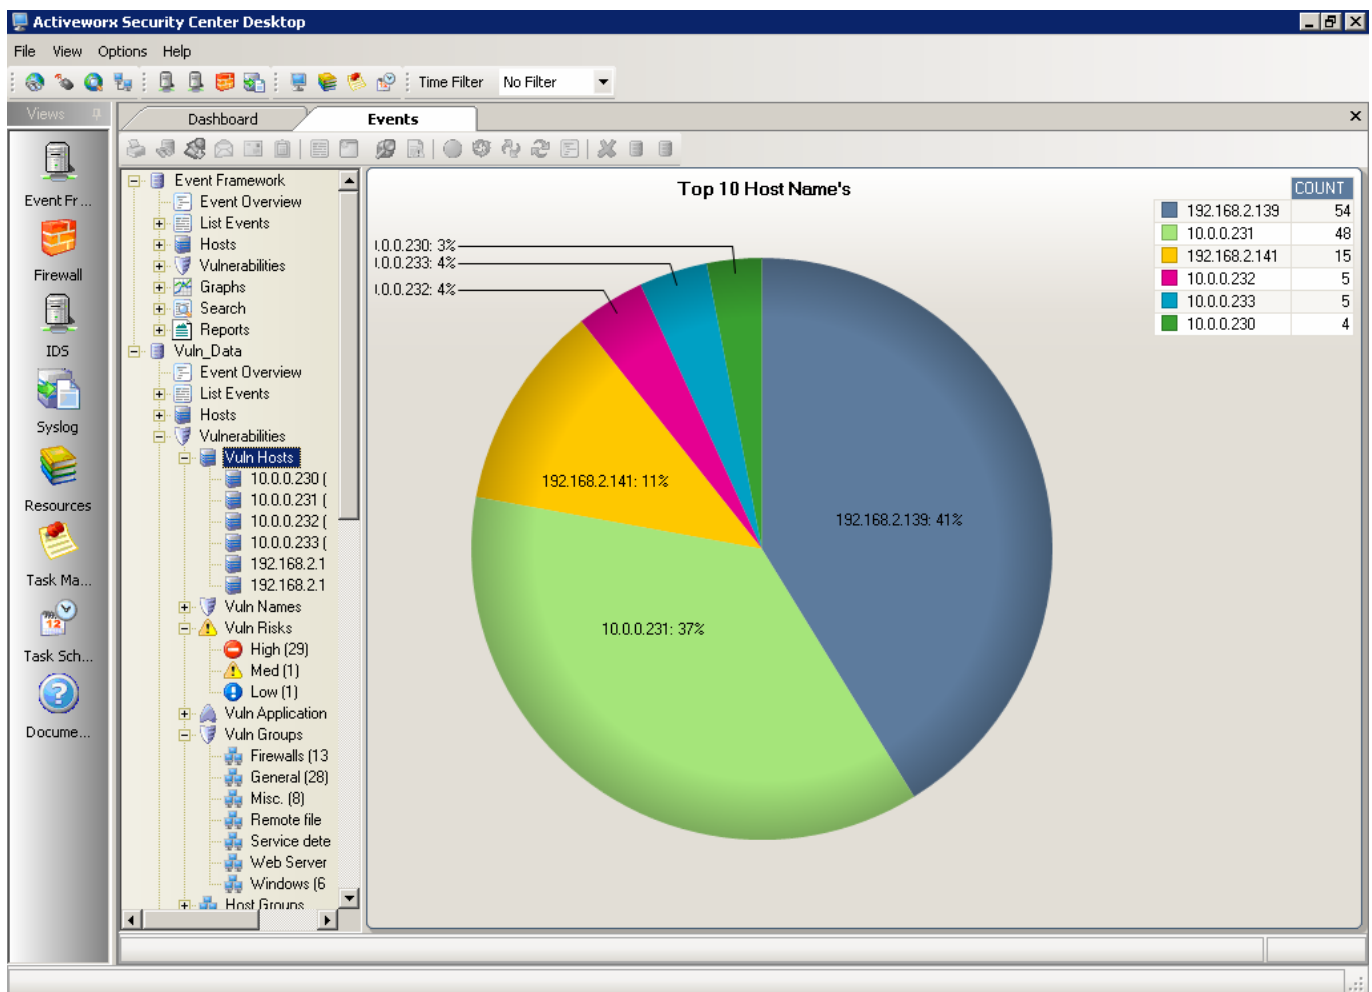 Activeworx Security Center Desktop
File View Options Help
Time Filter No Filter
Views
Dashboard Events
Event Fr...
Firewall
IDS
Syslog
Resources
Task Ma...
12
Task Sch...
Docume...
Event Framework
Event Overview
List Events
Hosts
Vulnerabilities
Graphs
Search
Reports
Vuln_Data
Event Overview
List Events
Hosts
Vulnerabilities
Vuln Hosts
10.0.0.230 (
10.0.0.231 (
10.0.0.232 (
10.0.0.233 (
192.168.2.1
192.168.2.1
Vuln Names
Vuln Risks
High (29)
Med (1)
Low (1)
Vuln Application
Vuln Groups
Firewalls (13
General (28)
Misc. (8)
Remote file
Service dete
Web Server
Windows (6
Host Groups
Top 10 Host Name's
COUNT
192.168.2.139 54
10.0.0.231 48
192.168.2.141 15
10.0.0.232 5
10.0.0.233 5
10.0.0.230 4
.0.0.230: 3%
.0.0.233: 4%
.0.0.232: 4%
192.168.2.141: 11%
192.168.2.139: 41%
10.0.0.231: 37%